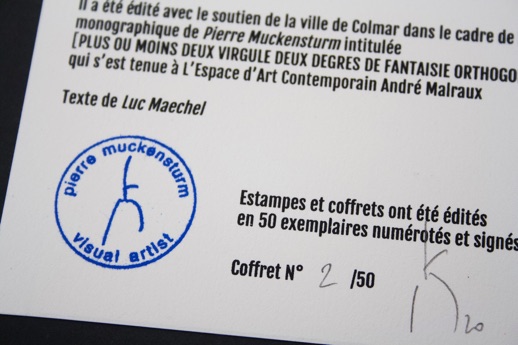 Il a été édité avec le soutien de la ville de Colmar dans le cadre de
monographique de Pierre Muckensturm intitulée
[PLUS OU MOINS DEUX VIRGULE DEUX DEGRES DE FANTAISIE ORTHOGO
qui s'est tenue à L'Espace d'Art Contemporain André Malraux
Texte de Luc Maechel
pierre muckensturm
visual artist
Estampes et coffrets ont été édités
en 50 exemplaires numérotés et signés
Coffret N° 2 /50
20